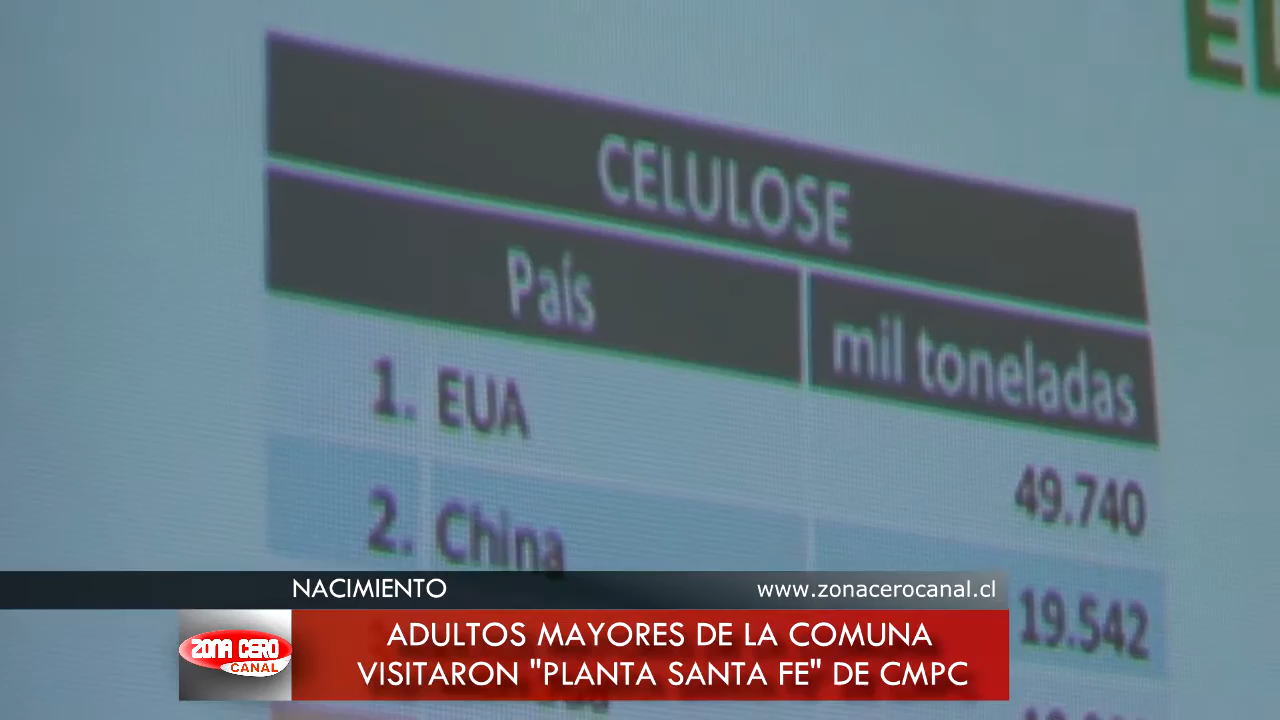 CELULOSE
País
mil toneladas
1. EUA
49.740
2. China
19.542
NACIMIENTO
www.zonacerocanal.cl
ZONA CERO
CANAL
ADULTOS MAYORES DE LA COMUNA
VISITARON "PLANTA SANTA FE" DE CMPC